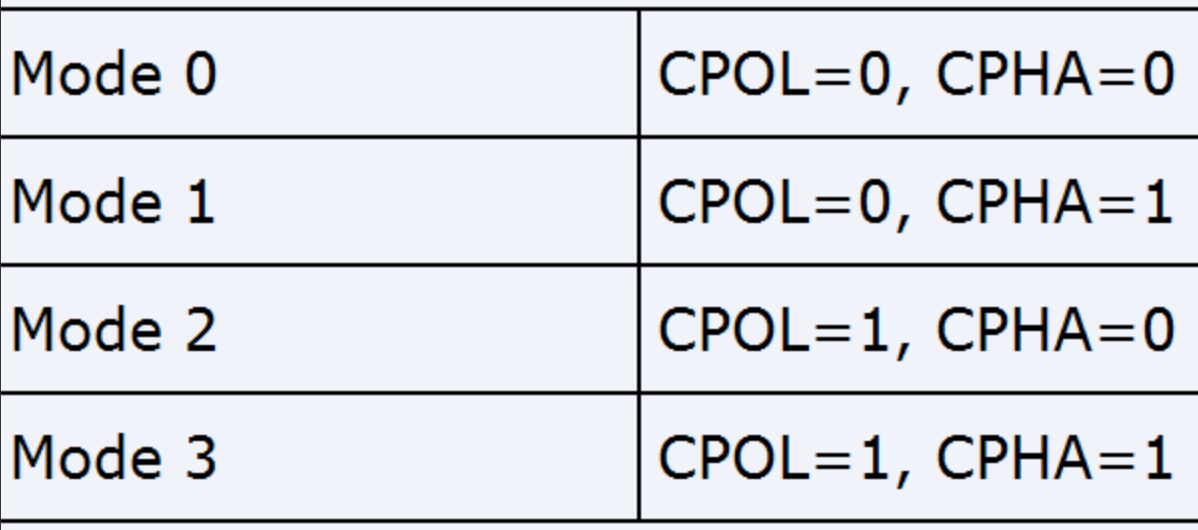 Mode 0 CPOL=0, CPHA=0
Mode 1 CPOL=0, CPHA=1
Mode 2 CPOL=1, CPHA=0
Mode 3 CPOL=1, CPHA=1